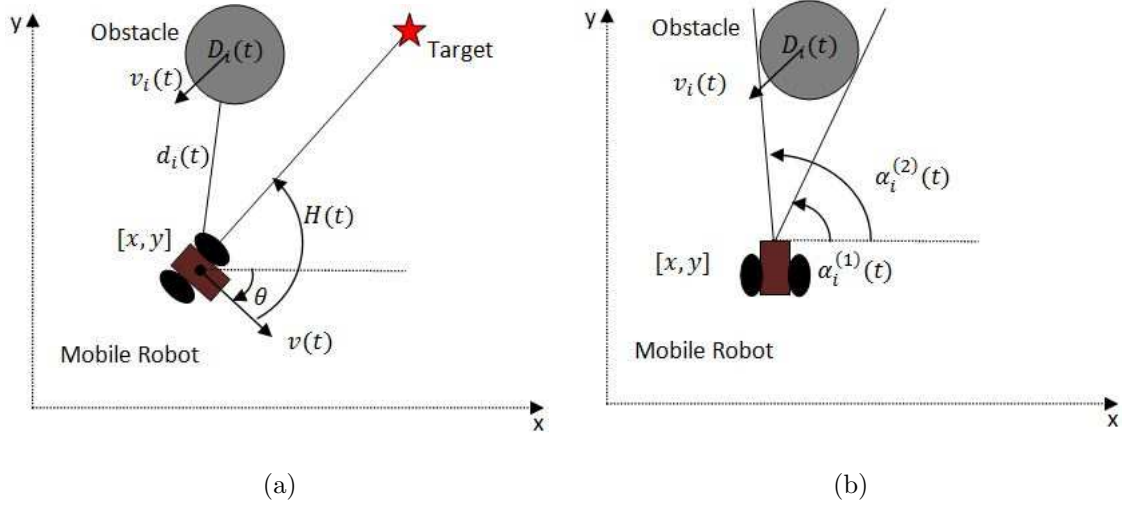 y
Obstacle
D_i(t)
Target
v_i(t)
d_i(t)
H(t)
[x, y]
θ
v(t)
Mobile Robot
x
(a)
y
Obstacle
D_i(t)
v_i(t)
α_i^(2)(t)
[x, y]
α_i^(1)(t)
Mobile Robot
x
(b)